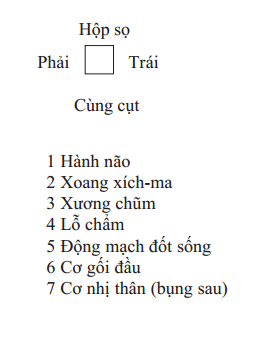 Hộp sọ
Phải Trái
Cùng cụt
1 Hành não
2 Xoang xích-ma
3 Xương chũm
4 Lỗ chẩm
5 Động mạch đốt sống
6 Cơ gối đầu
7 Cơ nhị thân (bụng sau)